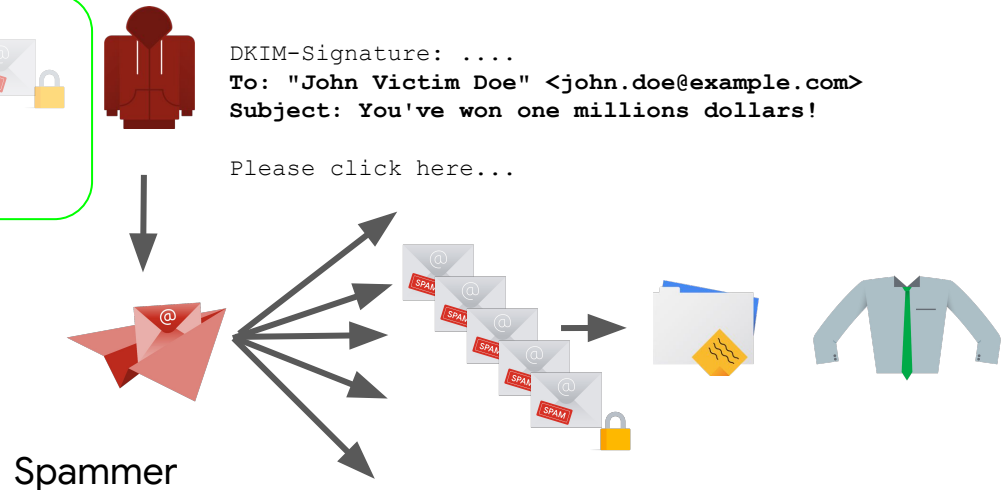 DKIM-Signature: ....
To: "John Victim Doe" <john.doe@example.com>
Subject: You've won one millions dollars!
Please click here...
@
@
@
SPAM
@
SPAM
@
SPAM
@
SPAM
@
SPAM
Spammer